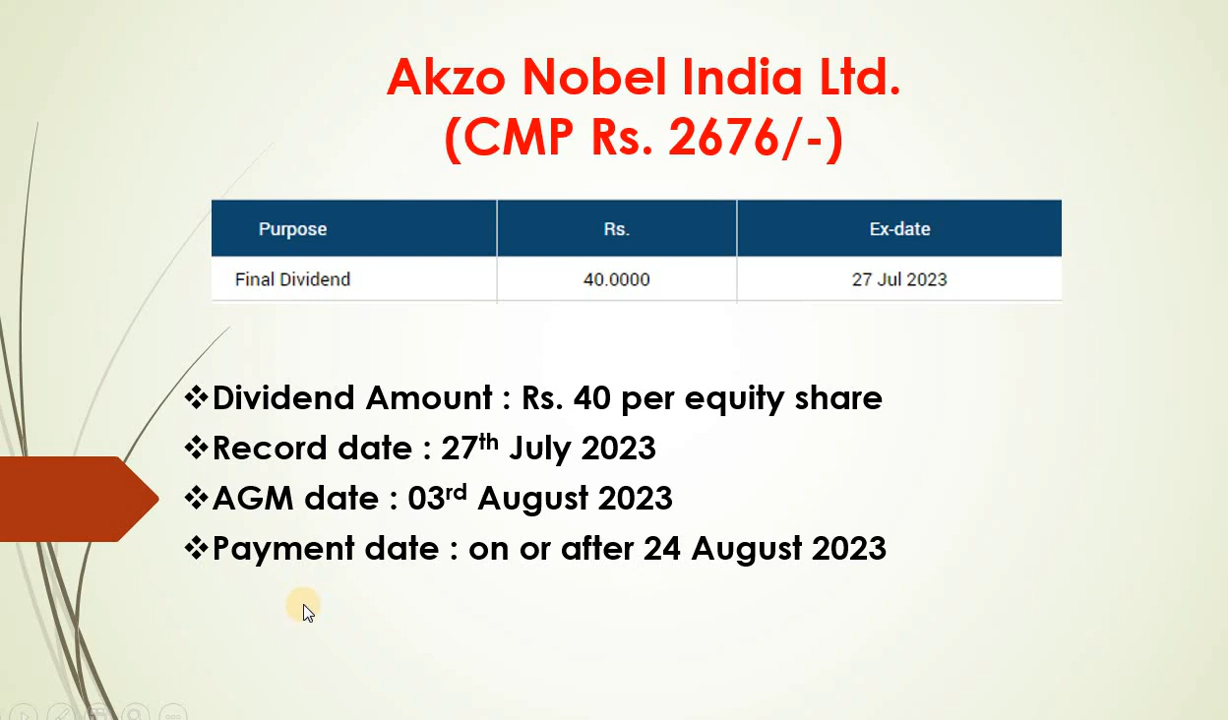 Akzo Nobel India Ltd.
(CMP Rs. 2676/-)
Purpose Rs. Ex-date
Final Dividend 40.0000 27 Jul 2023
❖Dividend Amount : Rs. 40 per equity share
❖Record date : 27th July 2023
❖AGM date : 03rd August 2023
❖Payment date : on or after 24 August 2023